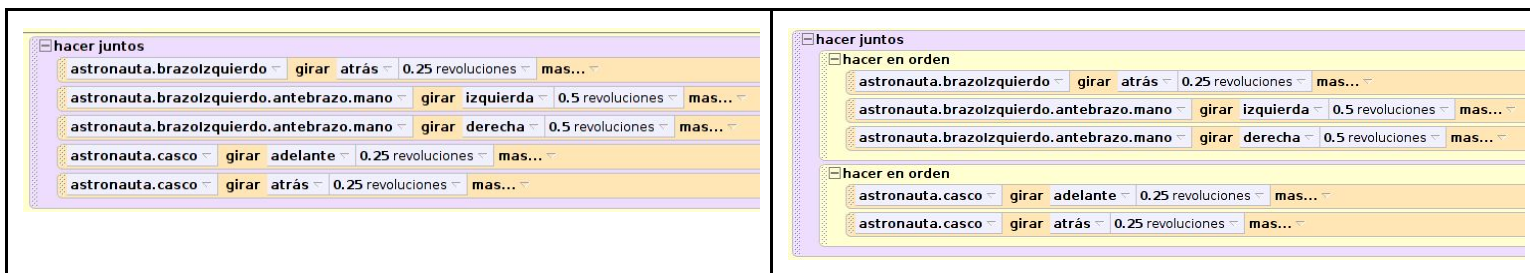 hacer juntos
astronauta.brazoIzquierdo girar atrás 0.25 revoluciones mas...
astronauta.brazoIzquierdo.antebrazo.mano girar izquierda 0.5 revoluciones mas...
astronauta.brazoIzquierdo.antebrazo.mano girar derecha 0.5 revoluciones mas...
astronauta.casco girar adelante 0.25 revoluciones mas...
astronauta.casco girar atrás 0.25 revoluciones mas...
hacer juntos
hacer en orden
astronauta.brazoIzquierdo girar atrás 0.25 revoluciones mas...
astronauta.brazoIzquierdo.antebrazo.mano girar izquierda 0.5 revoluciones mas...
astronauta.brazoIzquierdo.antebrazo.mano girar derecha 0.5 revoluciones mas...
hacer en orden
astronauta.casco girar adelante 0.25 revoluciones mas...
astronauta.casco girar atrás 0.25 revoluciones mas...